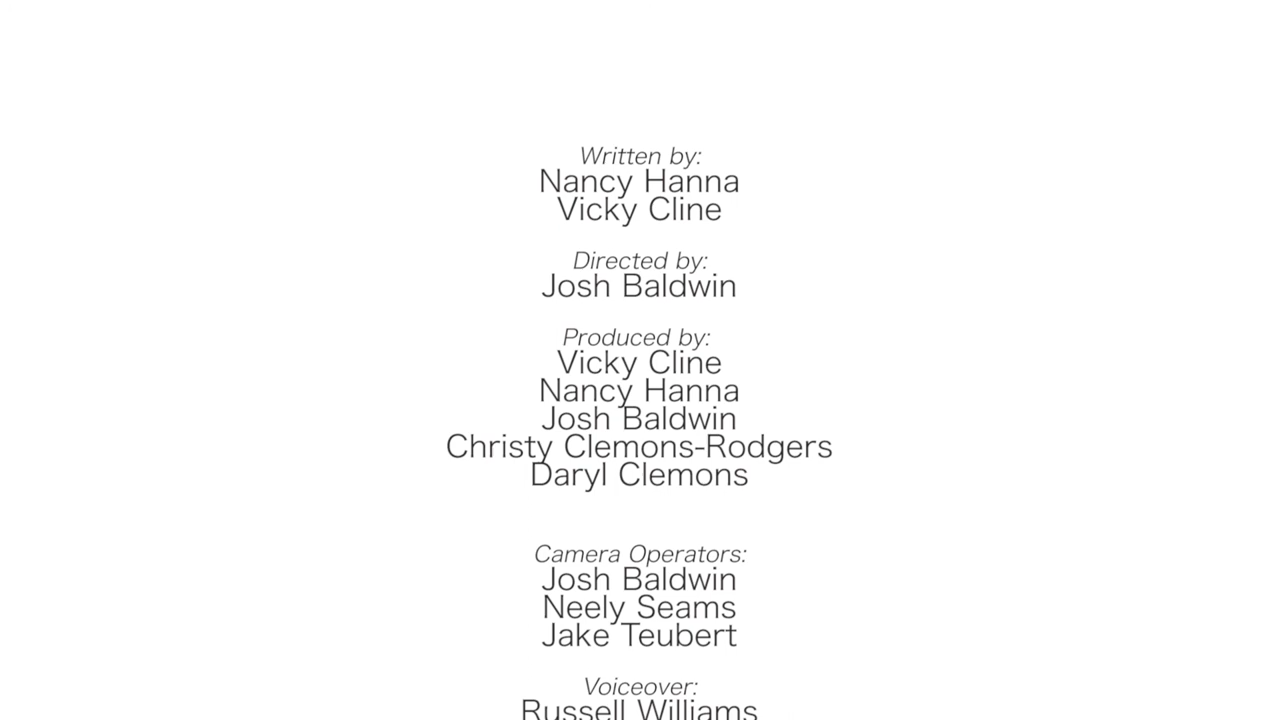 Written by:
Nancy Hanna
Vicky Cline
Directed by:
Josh Baldwin
Produced by:
Vicky Cline
Nancy Hanna
Josh Baldwin
Christy Clemons-Rodgers
Daryl Clemons
Camera Operators:
Josh Baldwin
Neely Seams
Jake Teubert
Voiceover:
Russell Williams